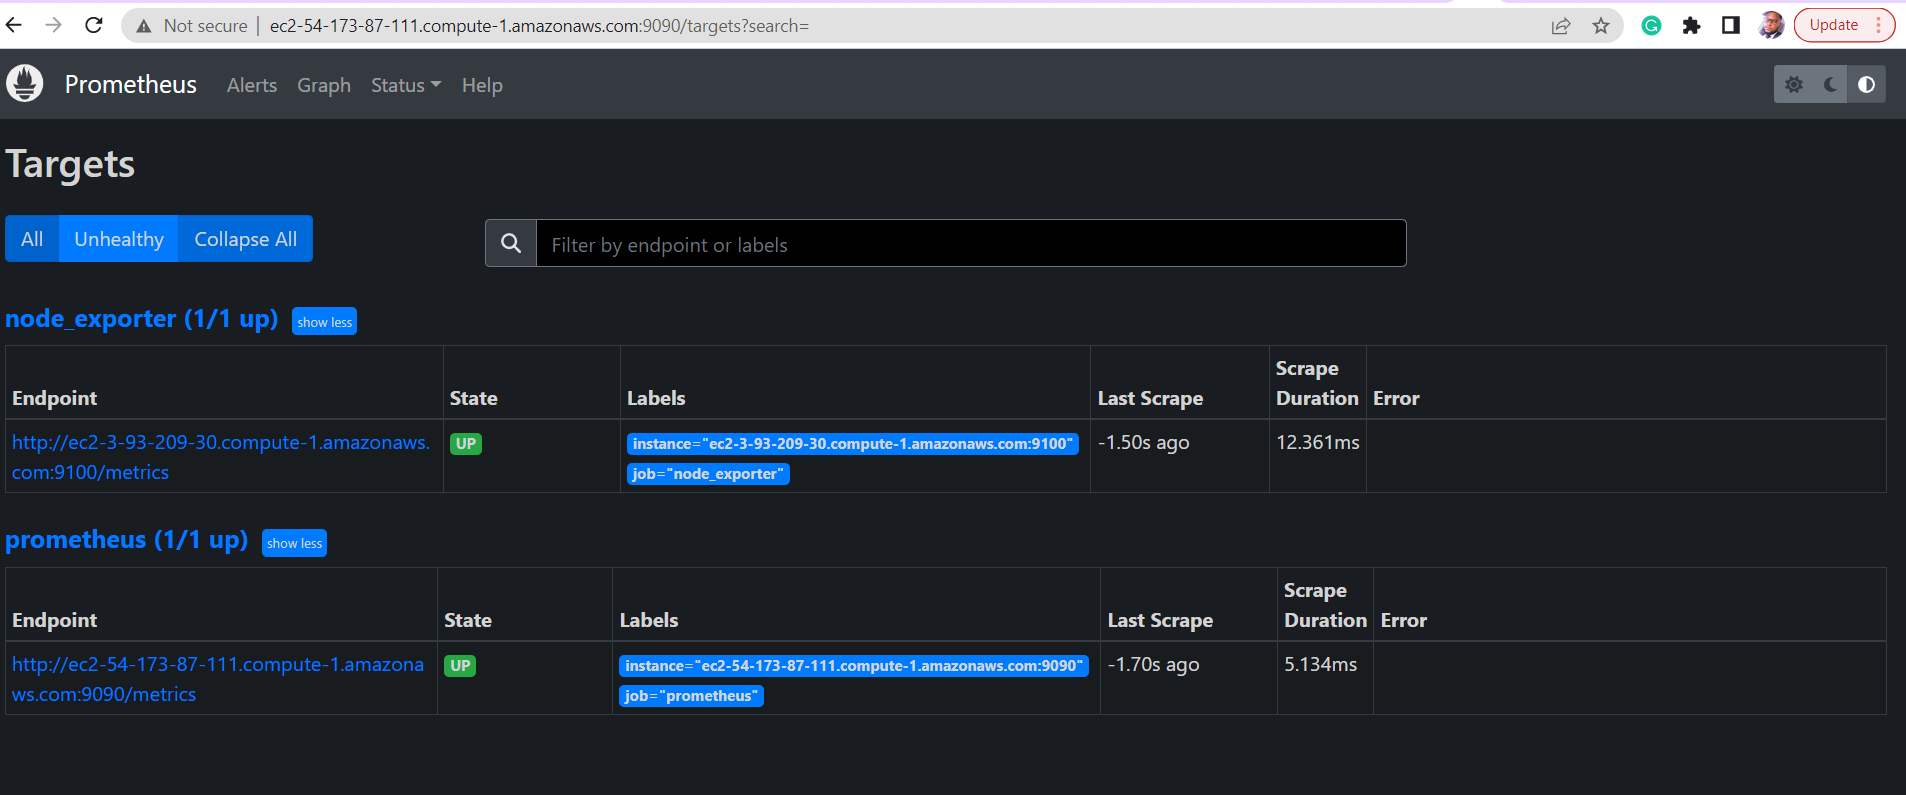 Not secure | ec2-54-173-87-111.compute-1.amazonaws.com:9090/targets?search=
Update
Prometheus Alerts Graph Status Help
Targets
All Unhealthy Collapse All
Filter by endpoint or labels
node_exporter (1/1 up) show less
Scrape
Endpoint State Labels Last Scrape Duration Error
http://ec2-3-93-209-30.compute-1.amazonaws. UP instance="ec2-3-93-209-30.compute-1.amazonaws.com:9100" -1.50s ago 12.361ms
com:9100/metrics job="node_exporter"
prometheus (1/1 up) show less
Scrape
Endpoint State Labels Last Scrape Duration Error
http://ec2-54-173-87-111.compute-1.amazona UP instance="ec2-54-173-87-111.compute-1.amazonaws.com:9090" -1.70s ago 5.134ms
ws.com:9090/metrics job="prometheus"